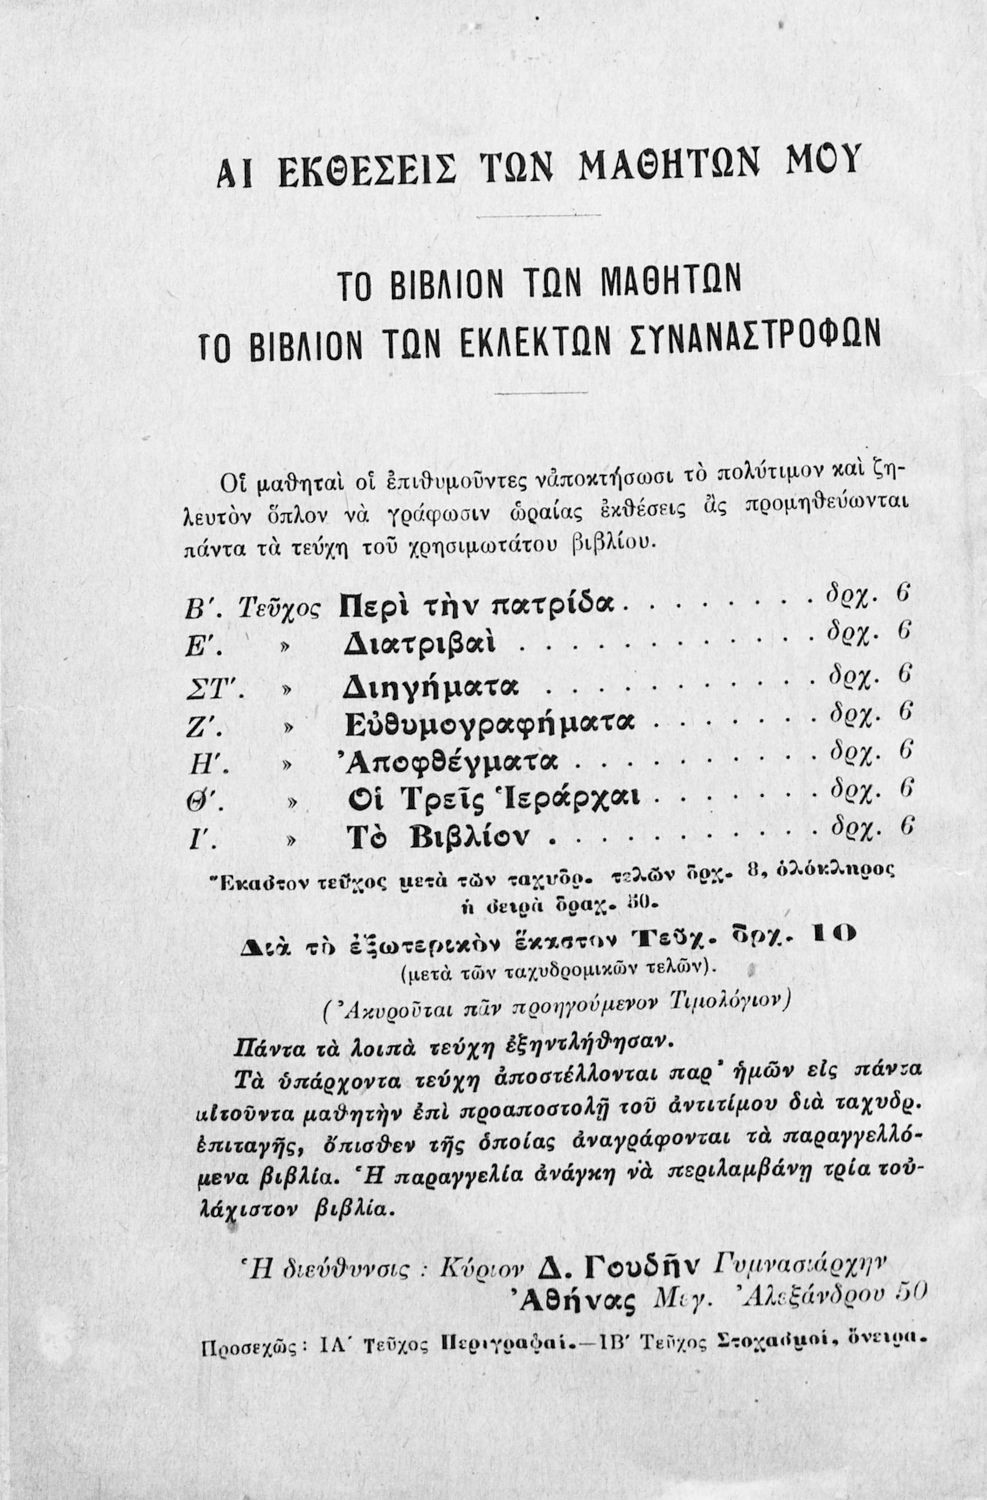 ΑΙ ΕΚΘΕΣΕΙΣ ΤΩΝ ΜΑΘΗΤΩΝ ΜΟΥ
ΤΟ ΒΙΒΛΙΟΝ ΤΩΝ ΜΑΘΗΤΩΝ
ΤΟ ΒΙΒΛΙΟΝ ΤΩΝ ΕΚΛΕΚΤΩΝ ΣΥΝΑΝΑΣΤΡΟΦΩΝ
Οἱ μαθηταὶ οἱ ἐπιθυμοῦντες νἀποκτήσωσι τὸ πολύτιμον καὶ ζη-
λευτὸν ὅπλον νὰ γράφωσιν ὡραίας ἐκθέσεις ἂς προμηθεύωνται
πάντα τὰ τεύχη τοῦ χρησιμωτάτου βιβλίου.
Β'. Τεῦχος Περὶ τὴν πατρίδα . . . . . . . . δρχ. 6
Ε'. » Διατριβαὶ . . . . . . . . . . . . δρχ. 6
ΣΤ'. » Διηγήματα . . . . . . . . . . . δρχ. 6
Ζ'. » Εὐθυμογραφήματα . . . . . . . δρχ. 6
Η'. » Ἀποφθέγματα . . . . . . . . . . δρχ. 6
Θ'. » Οἱ Τρεῖς Ἱεράρχαι . . . . . . . δρχ. 6
Ι'. » Τὸ Βιβλίον . . . . . . . . . . . δρχ. 6
Ἕκαστον τεῦχος μετὰ τῶν ταχυδρ. τελῶν δρχ. 8, ὁλόκληρος
ἡ σειρὰ δραχ. 50.
Διὰ τὸ ἐξωτερικὸν ἕκαστον Τεῦχ. δρχ. 10
(μετὰ τῶν ταχυδρομικῶν τελῶν).
(Ἀκυροῦται πᾶν προηγούμενον Τιμολόγιον)
Πάντα τὰ λοιπὰ τεύχη ἐξηντλήθησαν.
Τὰ ὑπάρχοντα τεύχη ἀποστέλλονται παρ' ἡμῶν εἰς πάντα
αἰτοῦντα μαθητὴν ἐπὶ προαποστολῇ τοῦ ἀντιτίμου διὰ ταχυδρ.
ἐπιταγῆς, ὄπισθεν τῆς ὁποίας ἀναγράφονται τὰ παραγγελλό-
μενα βιβλία. Ἡ παραγγελία ἀνάγκη νὰ περιλαμβάνῃ τρία τοὐ-
λάχιστον βιβλία.
Ἡ διεύθυνσις : Κύριον Δ. Γουδῆν Γυμνασιάρχην
Ἀθήνας Μεγ. Ἀλεξάνδρου 50
Προσεχῶς: ΙΑ' Τεῦχος Περιγραφαί.—ΙΒ' Τεῦχος Στοχασμοί, ὄνειρα.